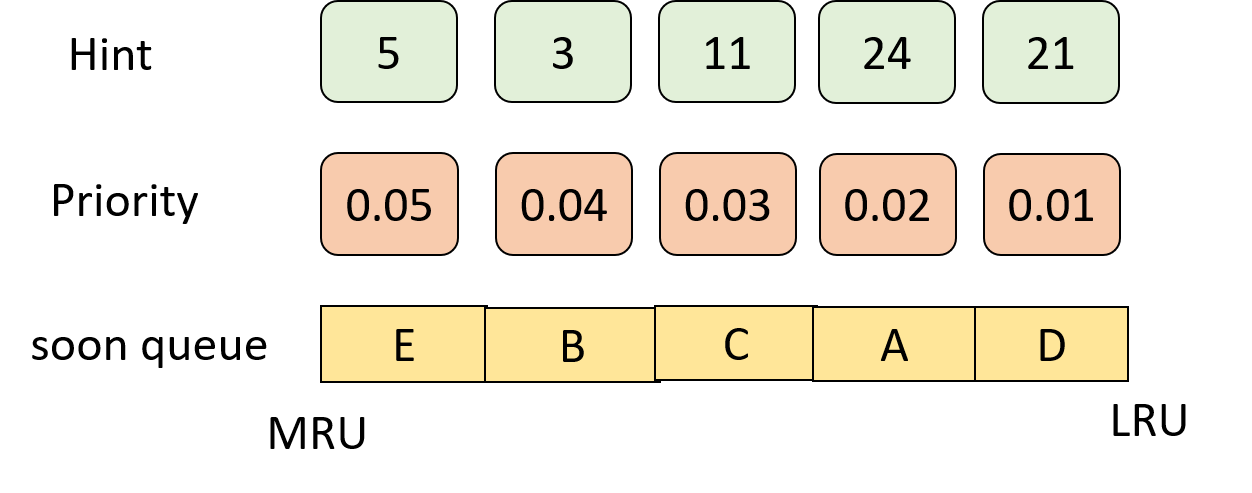 Hint 5 3 11 24 21
Priority 0.05 0.04 0.03 0.02 0.01
soon queue E B C A D
MRU LRU